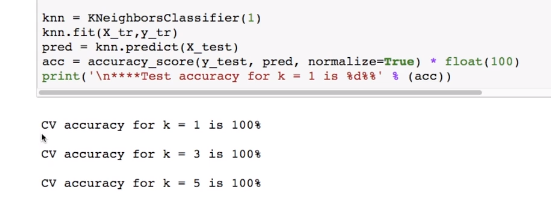 knn = KNeighborsClassifier(1)
knn.fit(X_tr,y_tr)
pred = knn.predict(X_test)
acc = accuracy_score(y_test, pred, normalize=True) * float(100)
print('\n****Test accuracy for k = 1 is %d%%' % (acc))
CV accuracy for k = 1 is 100%
CV accuracy for k = 3 is 100%
CV accuracy for k = 5 is 100%